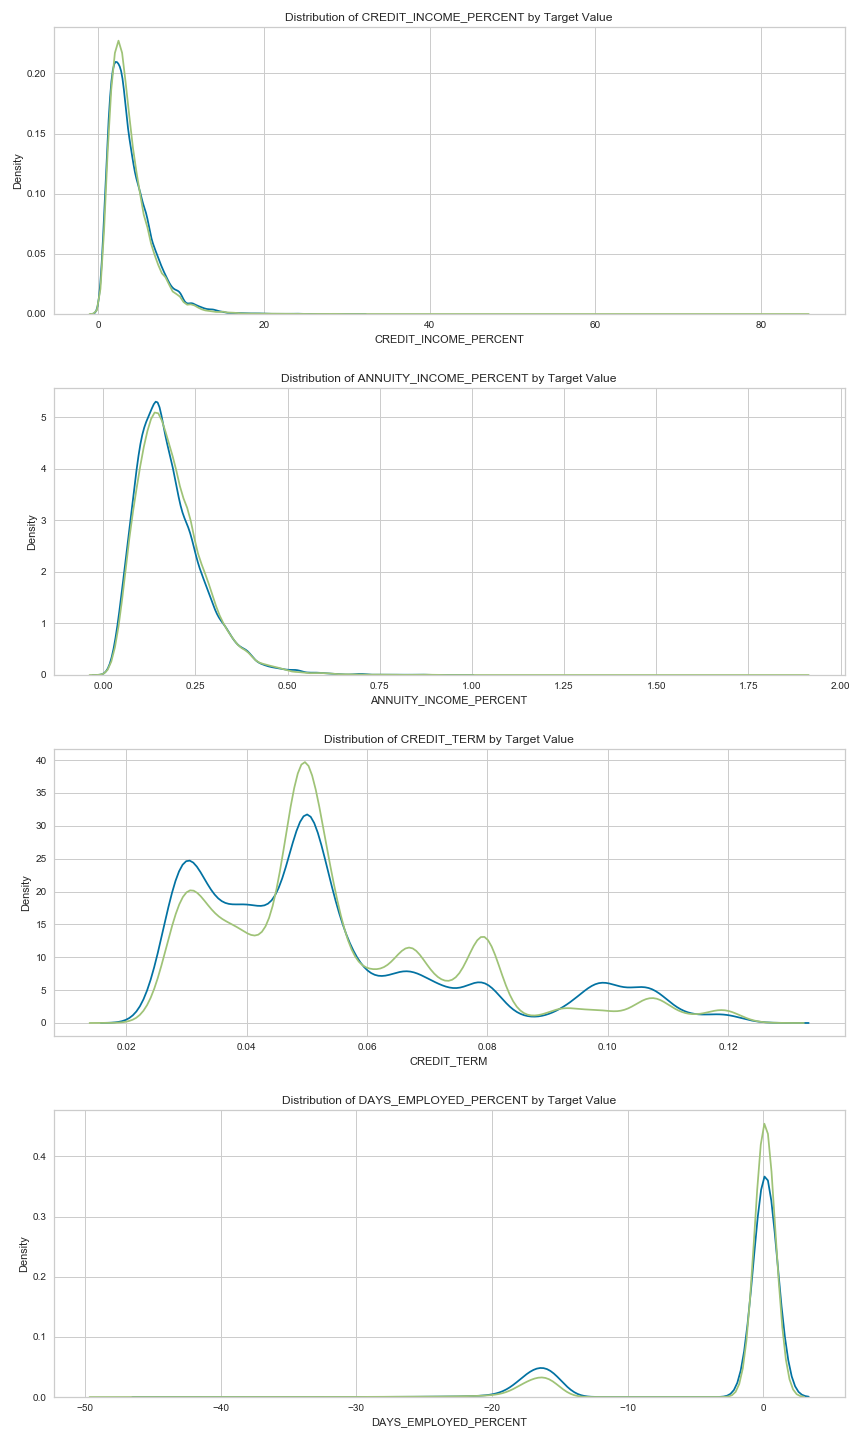 Distribution of CREDIT_INCOME_PERCENT by Target Value
0.20
0.15
0.10
0.05
0.00
Density
0 20 40 60 80
CREDIT_INCOME_PERCENT
Distribution of ANNUITY_INCOME_PERCENT by Target Value
5
4
3
2
1
0
Density
0.00 0.25 0.50 0.75 1.00 1.25 1.50 1.75 2.00
ANNUITY_INCOME_PERCENT
Distribution of CREDIT_TERM by Target Value
40
35
30
25
20
15
10
5
0
Density
0.02 0.04 0.06 0.08 0.10 0.12
CREDIT_TERM
Distribution of DAYS_EMPLOYED_PERCENT by Target Value
0.4
0.3
0.2
0.1
0.0
Density
−50 −40 −30 −20 −10 0
DAYS_EMPLOYED_PERCENT